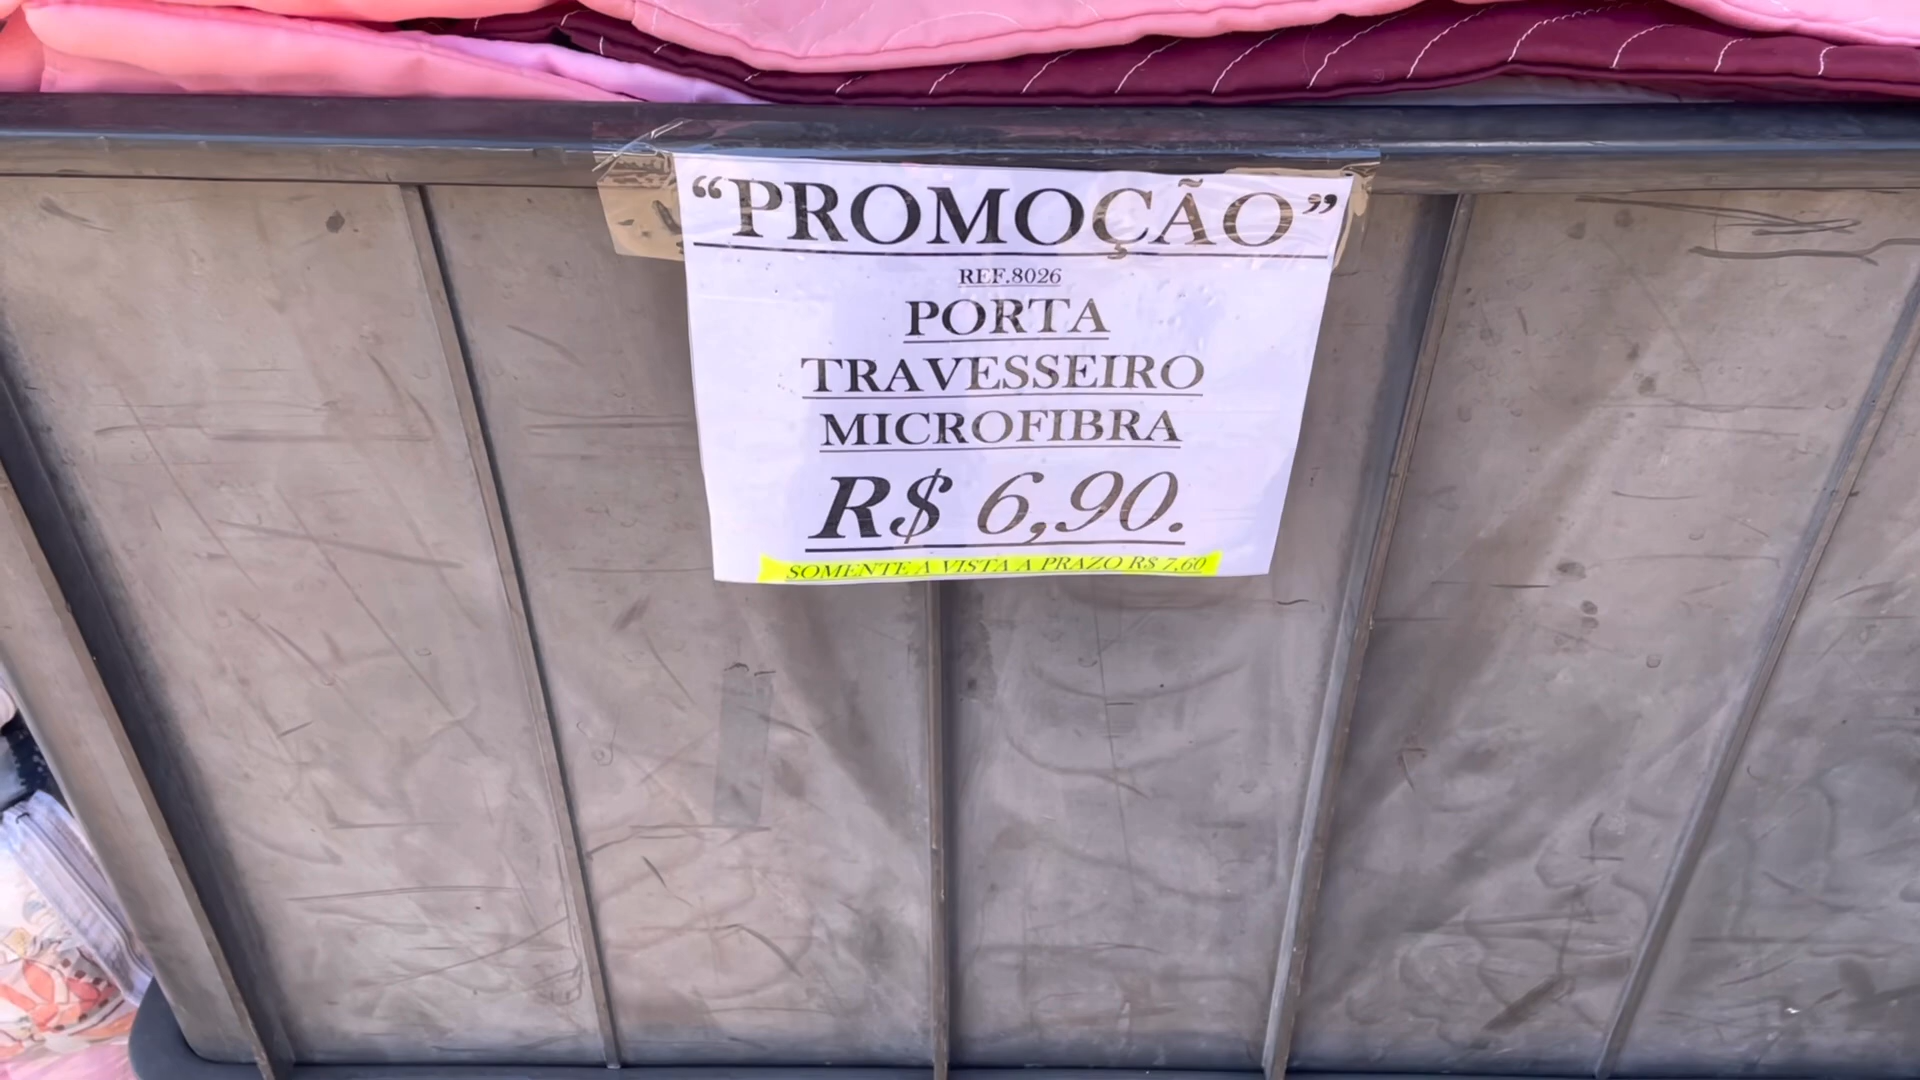 “PROMOÇÃO”
REF.8026
PORTA
TRAVESSEIRO
MICROFIBRA
R$ 6,90.
SOMENTE A VISTA A PRAZO R$ 7,60